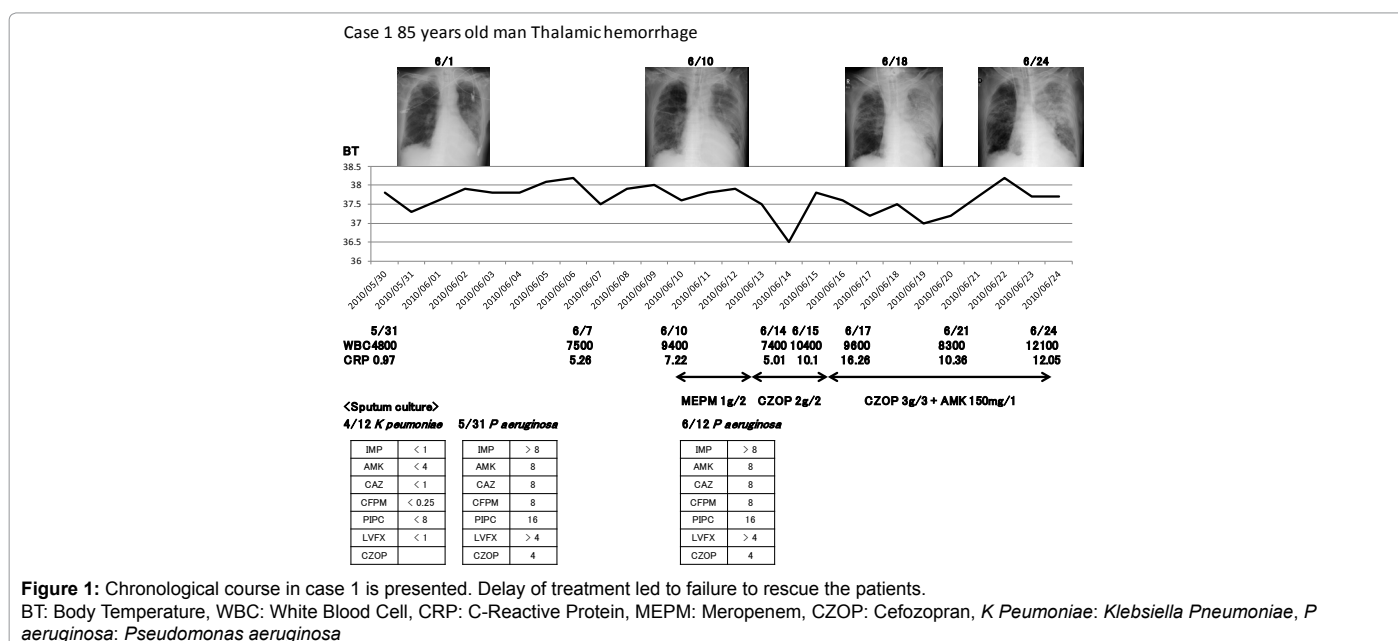 Case 1 85 years old man Thalamic hemorrhage
6/1 6/10 6/18 6/24
BT
38.5
38
37.5
37
36.5
36
2010/05/30 2010/05/31 2010/06/01 2010/06/02 2010/06/03 2010/06/04 2010/06/05 2010/06/06 2010/06/07 2010/06/08 2010/06/09 2010/06/10 2010/06/11 2010/06/12 2010/06/13 2010/06/14 2010/06/15 2010/06/16 2010/06/17 2010/06/18 2010/06/19 2010/06/20 2010/06/22 2010/06/23 2010/06/24
5/31 6/7 6/10 6/14 6/15 6/17 6/21 6/24
WBC4800 7500 9400 7400 10400 9600 8300 12100
CRP 0.97 5.26 7.22 5.01 10.1 16.26 10.36 12.05
MEPM 1g/2 CZOP 2g/2 CZOP 3g/3 + AMK 150mg/1
<Sputum culture>
4/12 K peumoniae 5/31 P aeruginosa 6/12 P aeruginosa
IMP < 1 IMP > 8 IMP > 8
AMK < 4 AMK 8 AMK 8
CAZ < 1 CAZ 8 CAZ 8
CFPM < 0.25 CFPM 8 CFPM 8
PIPC < 8 PIPC 16 PIPC 16
LVFX < 1 LVFX > 4 LVFX > 4
CZOP CZOP 4 CZOP 4
Figure 1: Chronological course in case 1 is presented. Delay of treatment led to failure to rescue the patients.
BT: Body Temperature, WBC: White Blood Cell, CRP: C-Reactive Protein, MEPM: Meropenem, CZOP: Cefozopran, K Peumoniae: Klebsiella Pneumoniae, P
aeruginosa: Pseudomonas aeruginosa